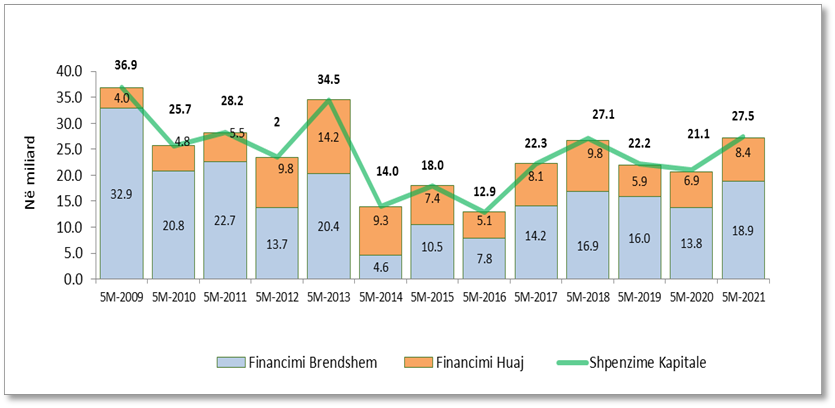 36.9 25.7 28.2 2 34.5 14.0 18.0 12.9 22.3 27.1 22.2 21.1 27.5
Në miliard
40.0
35.0
30.0
25.0
20.0
15.0
10.0
5.0
0.0
4.0 4.8 5.5 9.8 14.2 9.3 7.4 5.1 8.1 9.8 5.9 6.9 8.4
32.9 20.8 22.7 13.7 20.4 4.6 10.5 7.8 14.2 16.9 16.0 13.8 18.9
5M-2009 5M-2010 5M-2011 5M-2012 5M-2013 5M-2014 5M-2015 5M-2016 5M-2017 5M-2018 5M-2019 5M-2020 5M-2021
Financimi Brendshem Financimi Huaj Shpenzime Kapitale